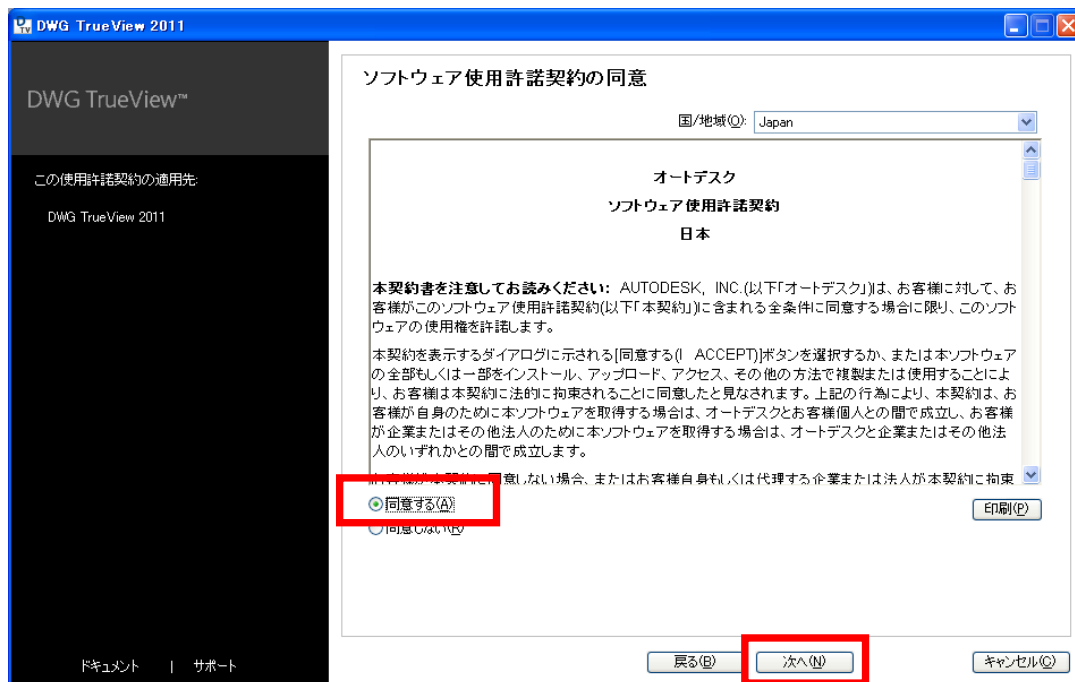 DWG TrueView 2011
DWG TrueView™
この使用許諾契約の適用先:
DWG TrueView 2011
ドキュメント | サポート
ソフトウェア使用許諾契約の同意
国/地域(O): Japan
オートデスク
ソフトウェア使用許諾契約
日本
本契約書を注意してお読みください: AUTODESK, INC.(以下「オートデスク」)は、お客様に対して、お
客様がこのソフトウェア使用許諾契約(以下「本契約」)に含まれる全条件に同意する場合に限り、このソフト
ウェアの使用権を許諾します。
本契約を表示するダイアログに示される[同意する(I ACCEPT)]ボタンを選択するか、または本ソフトウェア
の全部もしくは一部をインストール、アップロード、アクセス、その他の方法で複製または使用することによ
り、お客様は本契約に法的に拘束されることに同意したと見なされます。上記の行為により、本契約は、お
客様が自身のために本ソフトウェアを取得する場合は、オートデスクとお客様個人との間で成立し、お客様
が企業またはその他法人のために本ソフトウェアを取得する場合は、オートデスクと企業またはその他法
人のいずれかとの間で成立します。
お客様が本契約に同意しない場合、またはお客様自身もしくは代理する企業または法人が本契約に拘束
同意する(A)
同意しない(R)
印刷(P)
戻る(B)
次へ(N)
キャンセル(C)